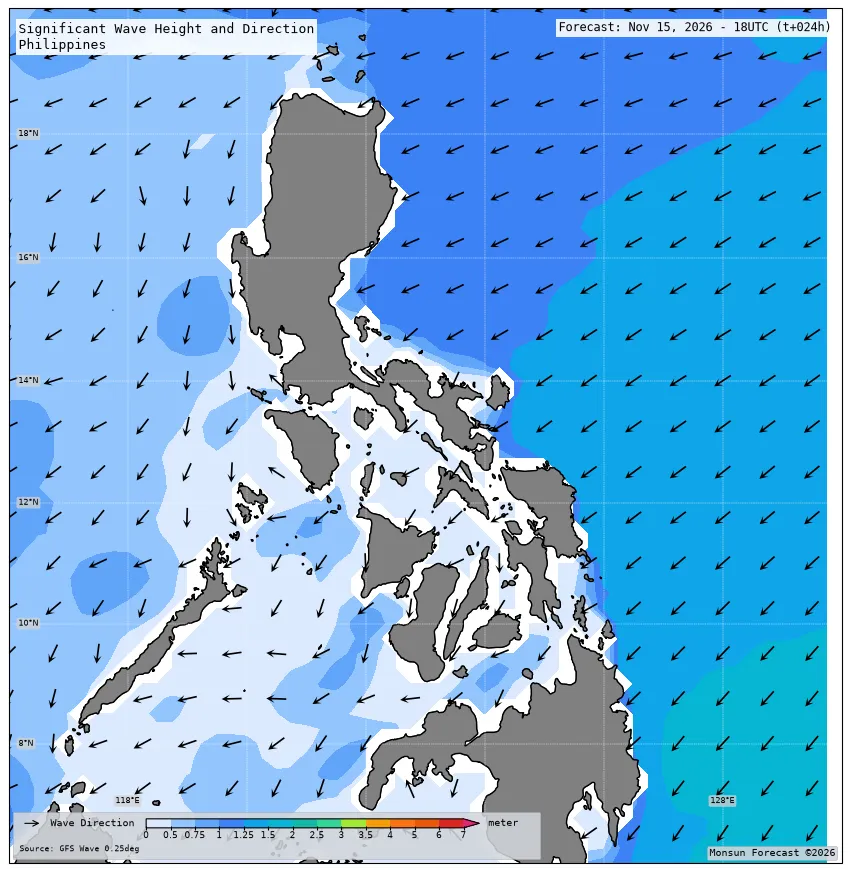 Significant Wave Height and Direction
Philippines
Forecast: Nov 15, 2026 - 18UTC (t+024h)
18°N
16°N
14°N
12°N
10°N
8°N
118°E
128°E
Wave Direction
0 0.5 0.75 1 1.25 1.5 2 2.5 3 3.5 4 5 6 7
meter
Source: GFS Wave 0.25deg
Monsun Forecast ©2026